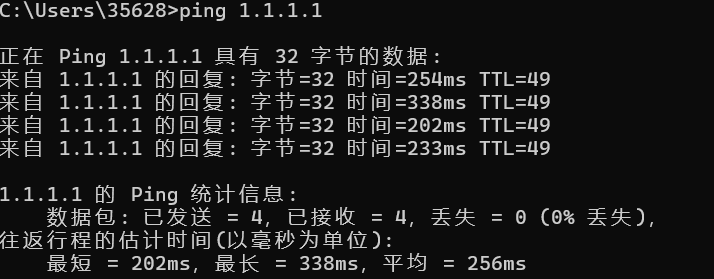 C:\Users\35628>ping 1.1.1.1
正在 Ping 1.1.1.1 具有 32 字节的数据:
来自 1.1.1.1 的回复: 字节=32 时间=254ms TTL=49
来自 1.1.1.1 的回复: 字节=32 时间=338ms TTL=49
来自 1.1.1.1 的回复: 字节=32 时间=202ms TTL=49
来自 1.1.1.1 的回复: 字节=32 时间=233ms TTL=49
1.1.1.1 的 Ping 统计信息:
数据包: 已发送 = 4, 已接收 = 4, 丢失 = 0 (0% 丢失),
往返行程的估计时间(以毫秒为单位):
最短 = 202ms, 最长 = 338ms, 平均 = 256ms